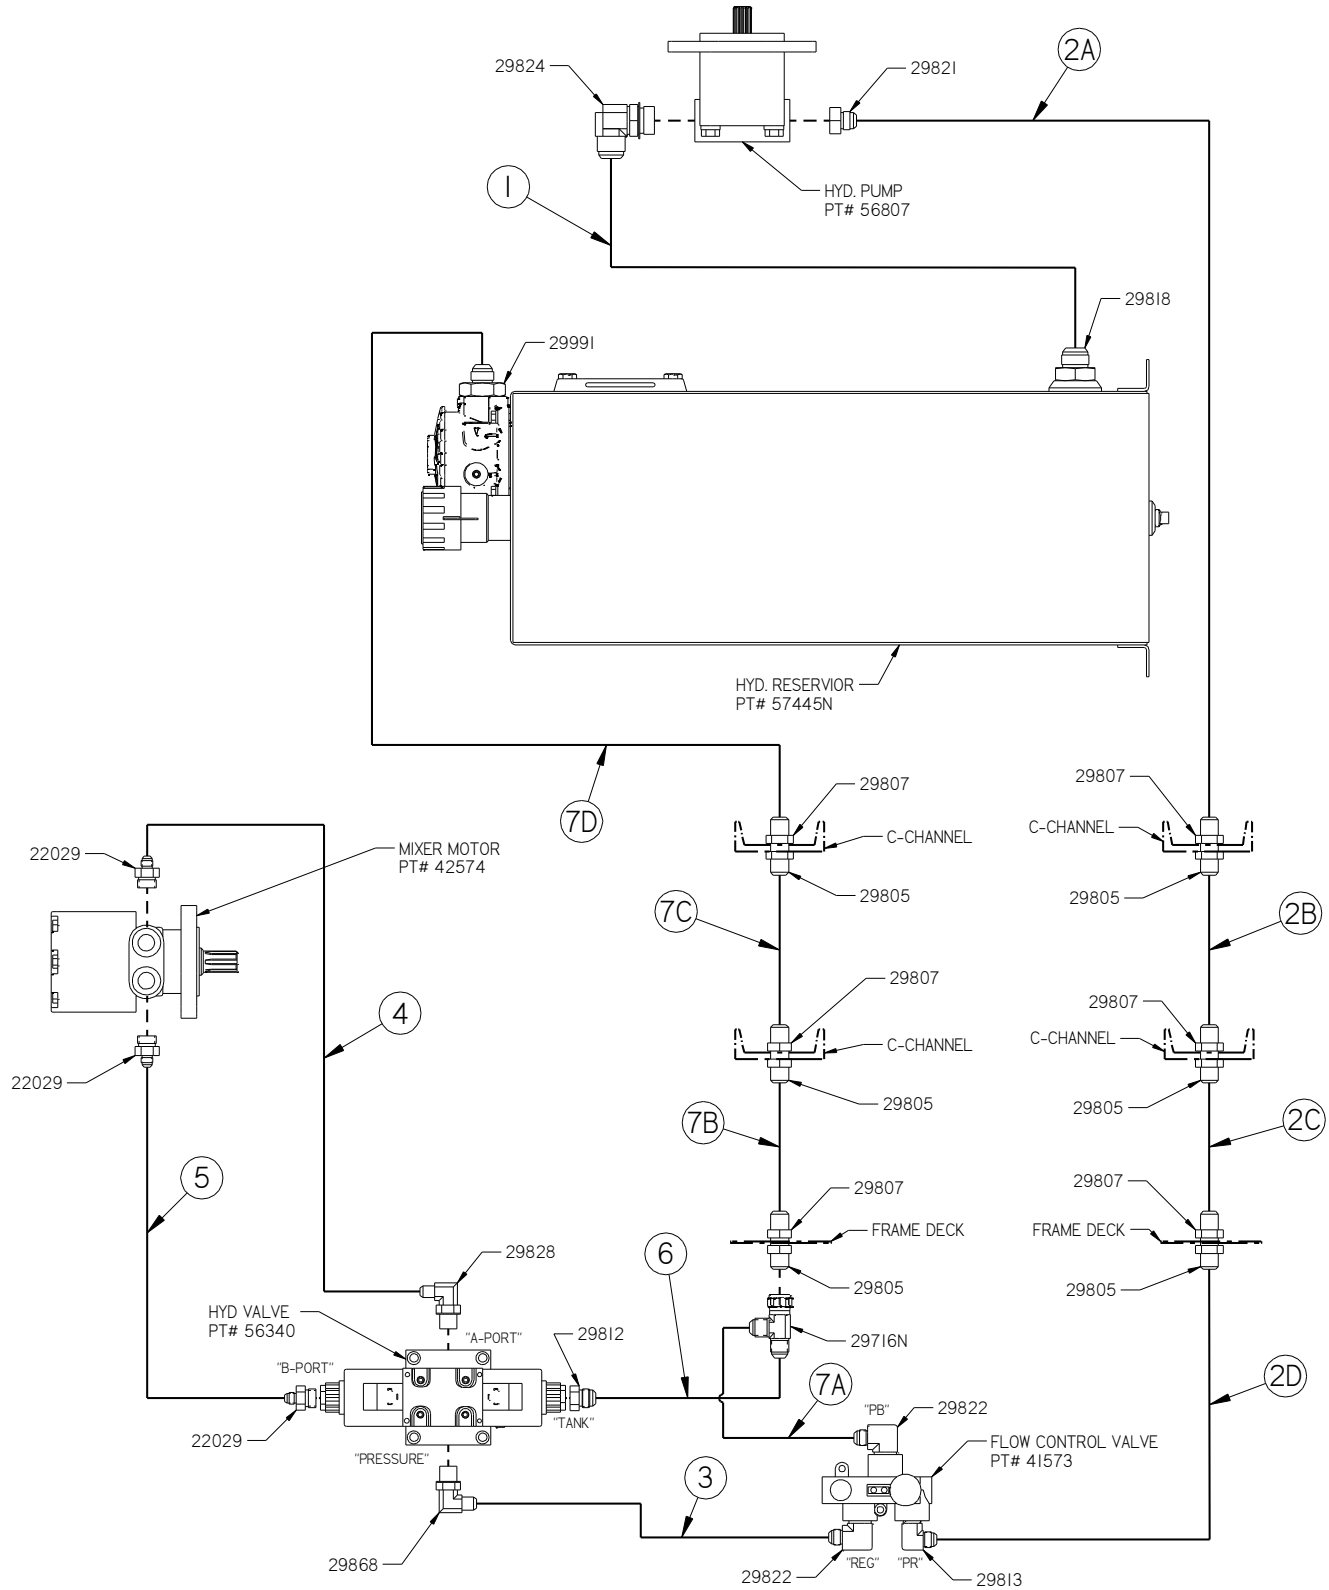 29824
29821
2A
HYD. PUMP
PT# 56807
1
29818
29991
HYD. RESERVIOR
PT# 57445N
7D
29807
C-CHANNEL
29805
29807
C-CHANNEL
29805
22029
MIXER MOTOR
PT# 42574
7C
2B
29807
C-CHANNEL
29805
29807
C-CHANNEL
29805
4
22029
7B
2C
5
29807
FRAME DECK
29805
29807
FRAME DECK
29805
6
29828
HYD VALVE
PT# 56340
"A-PORT"
29812
29716N
"B-PORT"
7A
2D
"TANK"
22029
"PRESSURE"
"PB"
29822
FLOW CONTROL VALVE
PT# 41573
3
29868
29822
"REG"
"PR"
29813